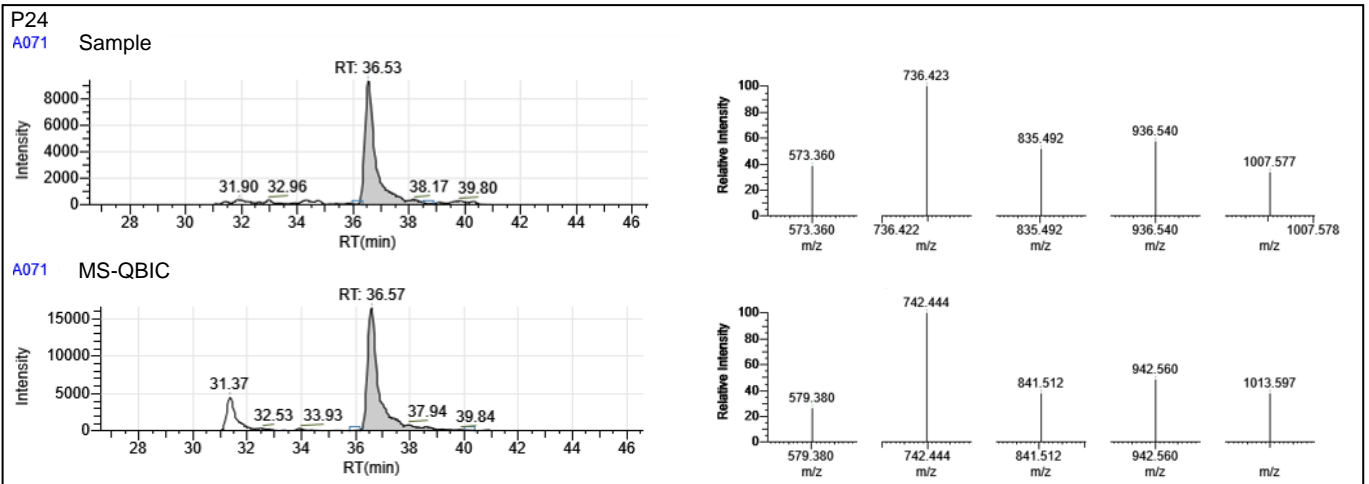 P24
A071 Sample
RT: 36.53
8000
6000
4000
2000
0
Intensity
31.90 32.96 38.17 39.80
28 30 32 34 36 38 40 42 44 46
RT(min)
Relative Intensity
100
80
60
40
20
0
573.360 736.423 835.492 936.540 1007.577
573.360 736.422 835.492 936.540 1007.578
m/z m/z m/z m/z m/z
A071 MS-QBIC
RT: 36.57
15000
10000
5000
0
Intensity
31.37 32.53 33.93 37.94 39.84
28 30 32 34 36 38 40 42 44 46
RT(min)
Relative Intensity
100
80
60
40
20
0
579.380 742.444 841.512 942.560 1013.597
579.380 742.444 841.512 942.560
m/z m/z m/z m/z m/z